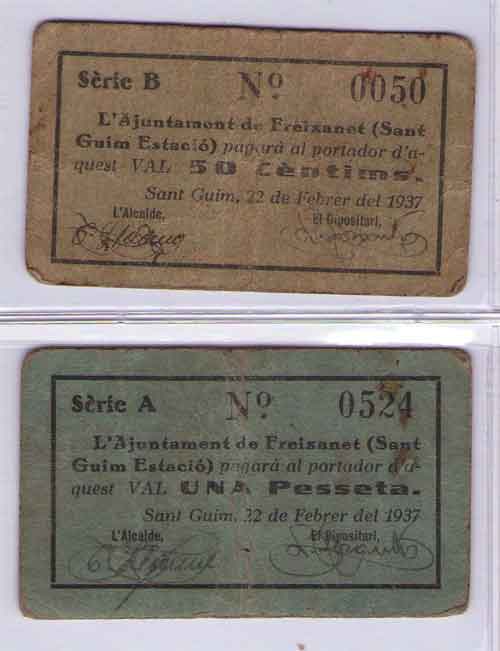 Sèrie B Nº 0050
L'Ajuntament de Freixanet (Sant
Guim Estació) pagará al portador d'a-
quest VAL 50 Cèntims.
Sant Guim, 22 de Febrer del 1937
L'Alcalde, El Dipositari,
Sèrie A Nº 0524
L'Ajuntament de Freixanet (Sant
Guim Estació) pagará al portador d'a-
quest VAL UNA Pesseta.
Sant Guim, 22 de Febrer del 1937
L'Alcalde, El Dipositari,